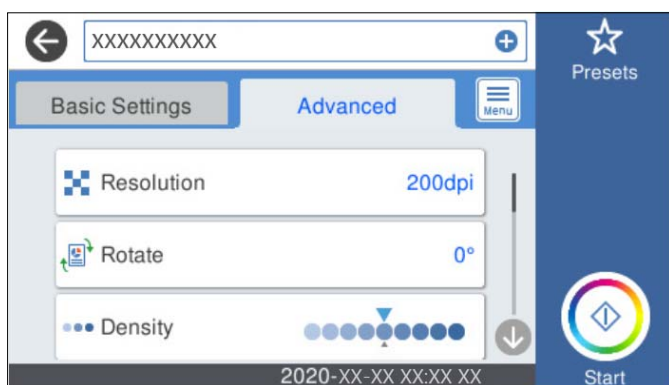 XXXXXXXXXX
Presets
Basic Settings
Advanced
Menu
Resolution
200dpi
Rotate
0°
Density
2020-XX-XX XX:XX XX
Start